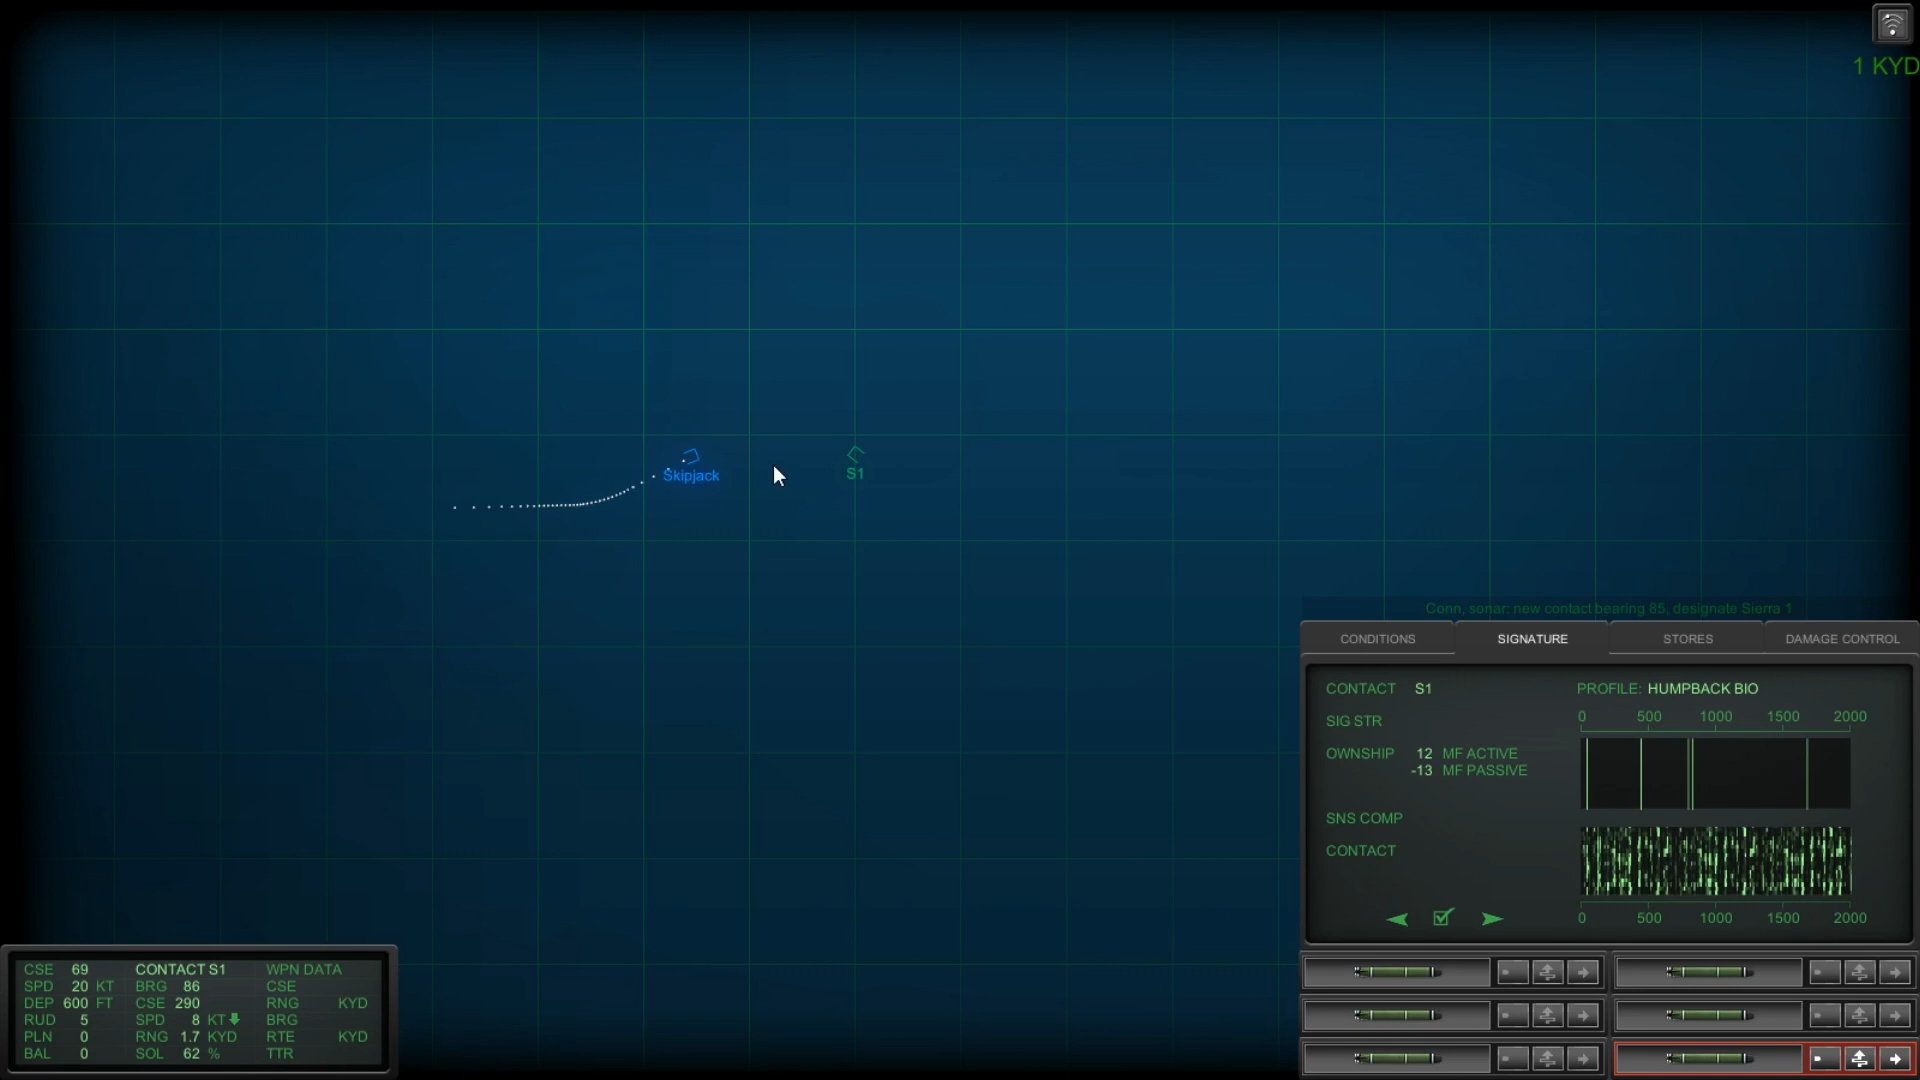 1 KYD
Skipjack
S1
Conn, sonar: new contact bearing 85, designate Sierra 1
CONDITIONS SIGNATURE STORES DAMAGE CONTROL
CONTACT S1 PROFILE: HUMPBACK BIO
SIG STR 0 500 1000 1500 2000
OWNSHIP 12 MF ACTIVE
-13 MF PASSIVE
SNS COMP
CONTACT
0 500 1000 1500 2000
CSE 69 CONTACT S1 WPN DATA
SPD 20 KT BRG 86 CSE
DEP 600 FT CSE 290 RNG KYD
RUD 5 SPD 8 KT BRG
PLN 0 RNG 1.7 KYD RTE KYD
BAL 0 SOL 62 % TTR